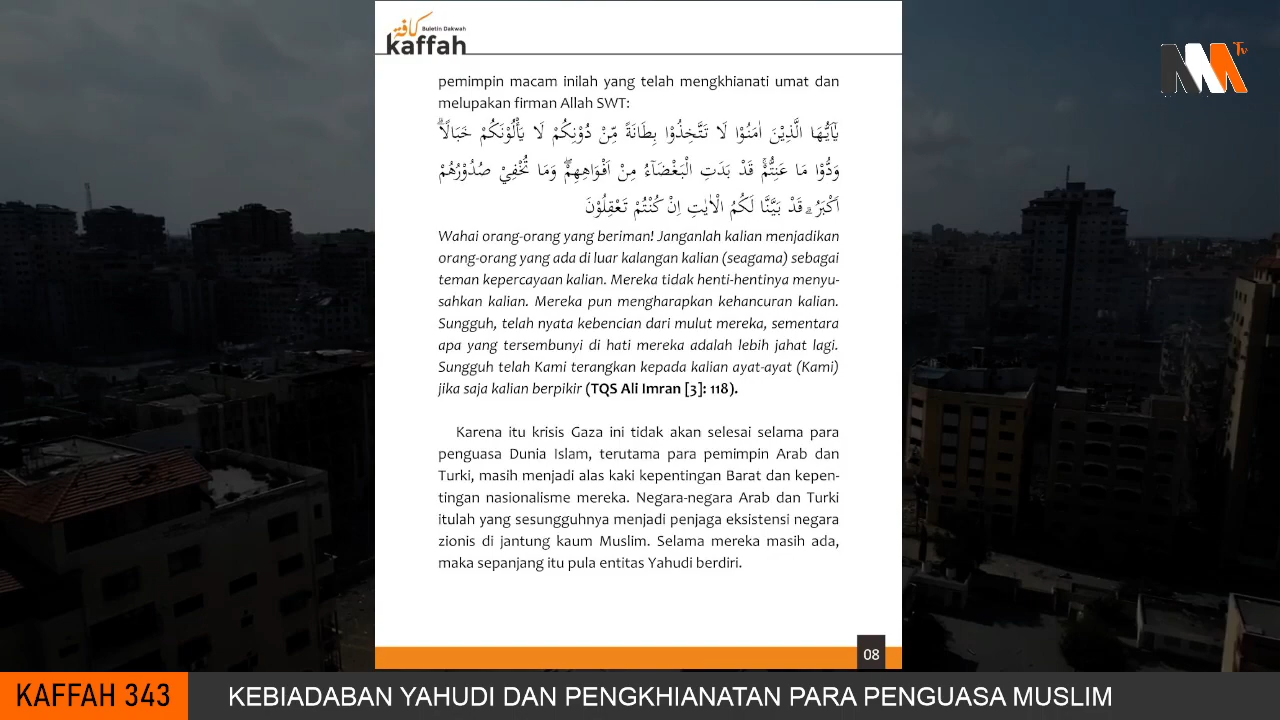 كافة
Buletin Dakwah
kaffah
MM Tv
pemimpin macam inilah yang telah mengkhianati umat dan
melupakan firman Allah SWT:
يٰٓاَيُّهَا الَّذِيْنَ اٰمَنُوْا لَا تَتَّخِذُوْا بِطَانَةً مِّنْ دُوْنِكُمْ لَا يَأْلُوْنَكُمْ خَبَالًاۗ
وَدُّوْا مَا عَنِتُّمْۚ قَدْ بَدَتِ الْبَغْضَاۤءُ مِنْ اَفْوَاهِهِمْۖ وَمَا تُخْفِيْ صُدُوْرُهُمْ
اَكْبَرُ ۗ قَدْ بَيَّنَّا لَكُمُ الْاٰيٰتِ اِنْ كُنْتُمْ تَعْقِلُوْنَ
Wahai orang-orang yang beriman! Janganlah kalian menjadikan
orang-orang yang ada di luar kalangan kalian (seagama) sebagai
teman kepercayaan kalian. Mereka tidak henti-hentinya menyu-
sahkan kalian. Mereka pun mengharapkan kehancuran kalian.
Sungguh, telah nyata kebencian dari mulut mereka, sementara
apa yang tersembunyi di hati mereka adalah lebih jahat lagi.
Sungguh telah Kami terangkan kepada kalian ayat-ayat (Kami)
jika saja kalian berpikir (TQS Ali Imran [3]: 118).
Karena itu krisis Gaza ini tidak akan selesai selama para
penguasa Dunia Islam, terutama para pemimpin Arab dan
Turki, masih menjadi alas kaki kepentingan Barat dan kepen-
tingan nasionalisme mereka. Negara-negara Arab dan Turki
itulah yang sesungguhnya menjadi penjaga eksistensi negara
zionis di jantung kaum Muslim. Selama mereka masih ada,
maka sepanjang itu pula entitas Yahudi berdiri.
08
KAFFAH 343
KEBIADABAN YAHUDI DAN PENGKHIANATAN PARA PENGUASA MUSLIM